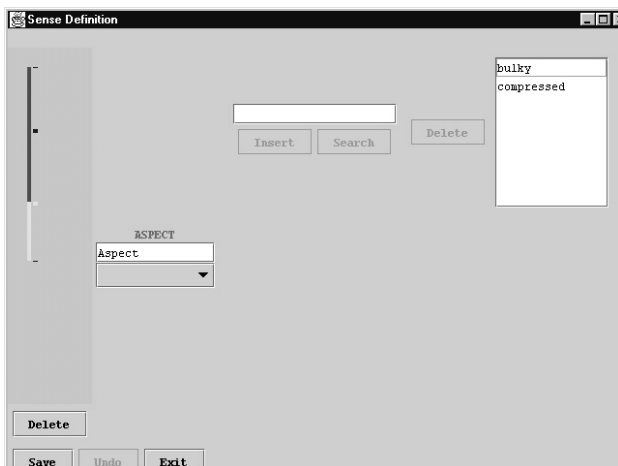 Sense Definition
bulky
compressed
Insert Search Delete
ASPECT
Aspect
Delete
Save Undo Exit